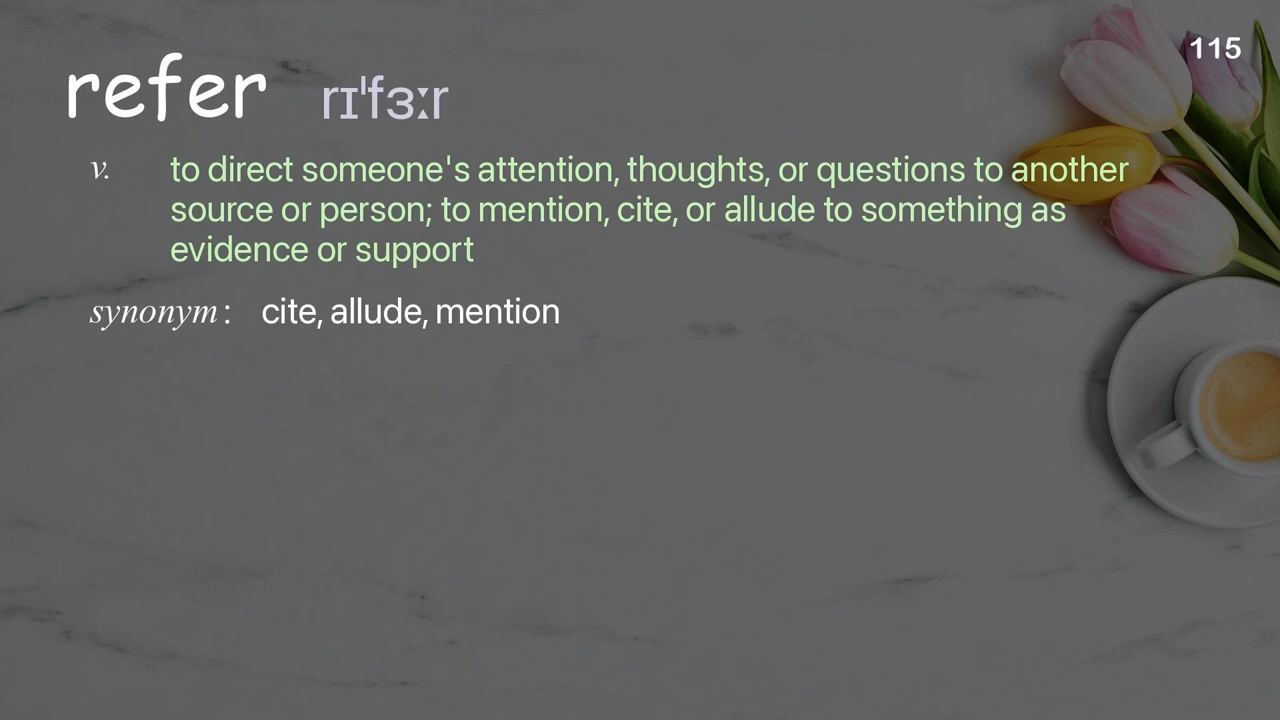 115
refer rɪˈfɜːr
v. to direct someone's attention, thoughts, or questions to another
source or person; to mention, cite, or allude to something as
evidence or support
synonym: cite, allude, mention